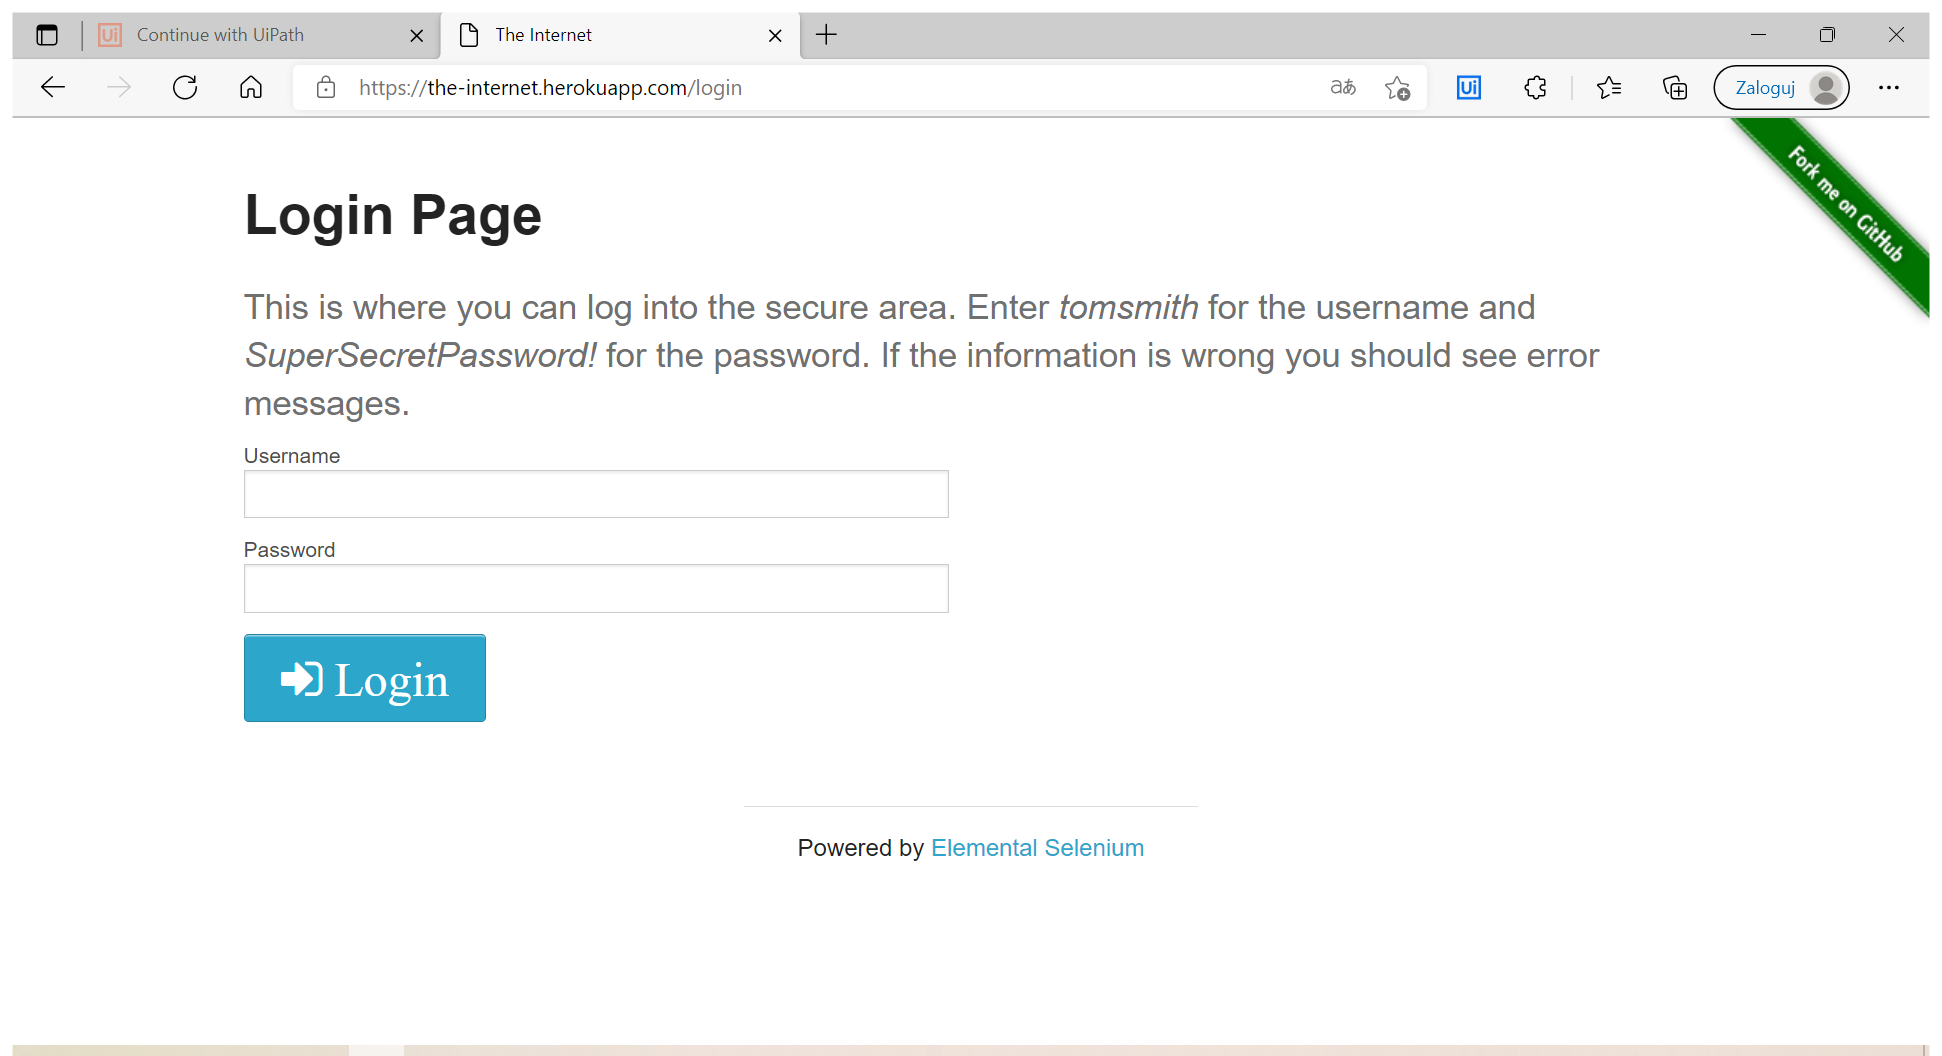 Ui Continue with UiPath
The Internet
https://the-internet.herokuapp.com/login
aあ
Ui
Zaloguj
Fork me on GitHub
Login Page
This is where you can log into the secure area. Enter tomsmith for the username and
SuperSecretPassword! for the password. If the information is wrong you should see error
messages.
Username
Password
Login
Powered by Elemental Selenium